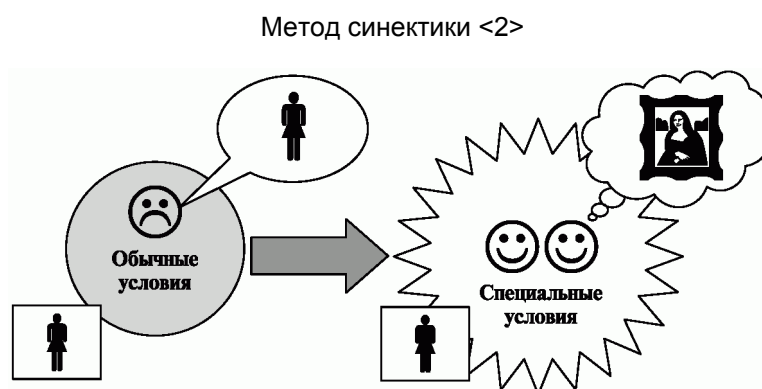 Метод синектики <2>
Обычные
условия
Специальные
условия